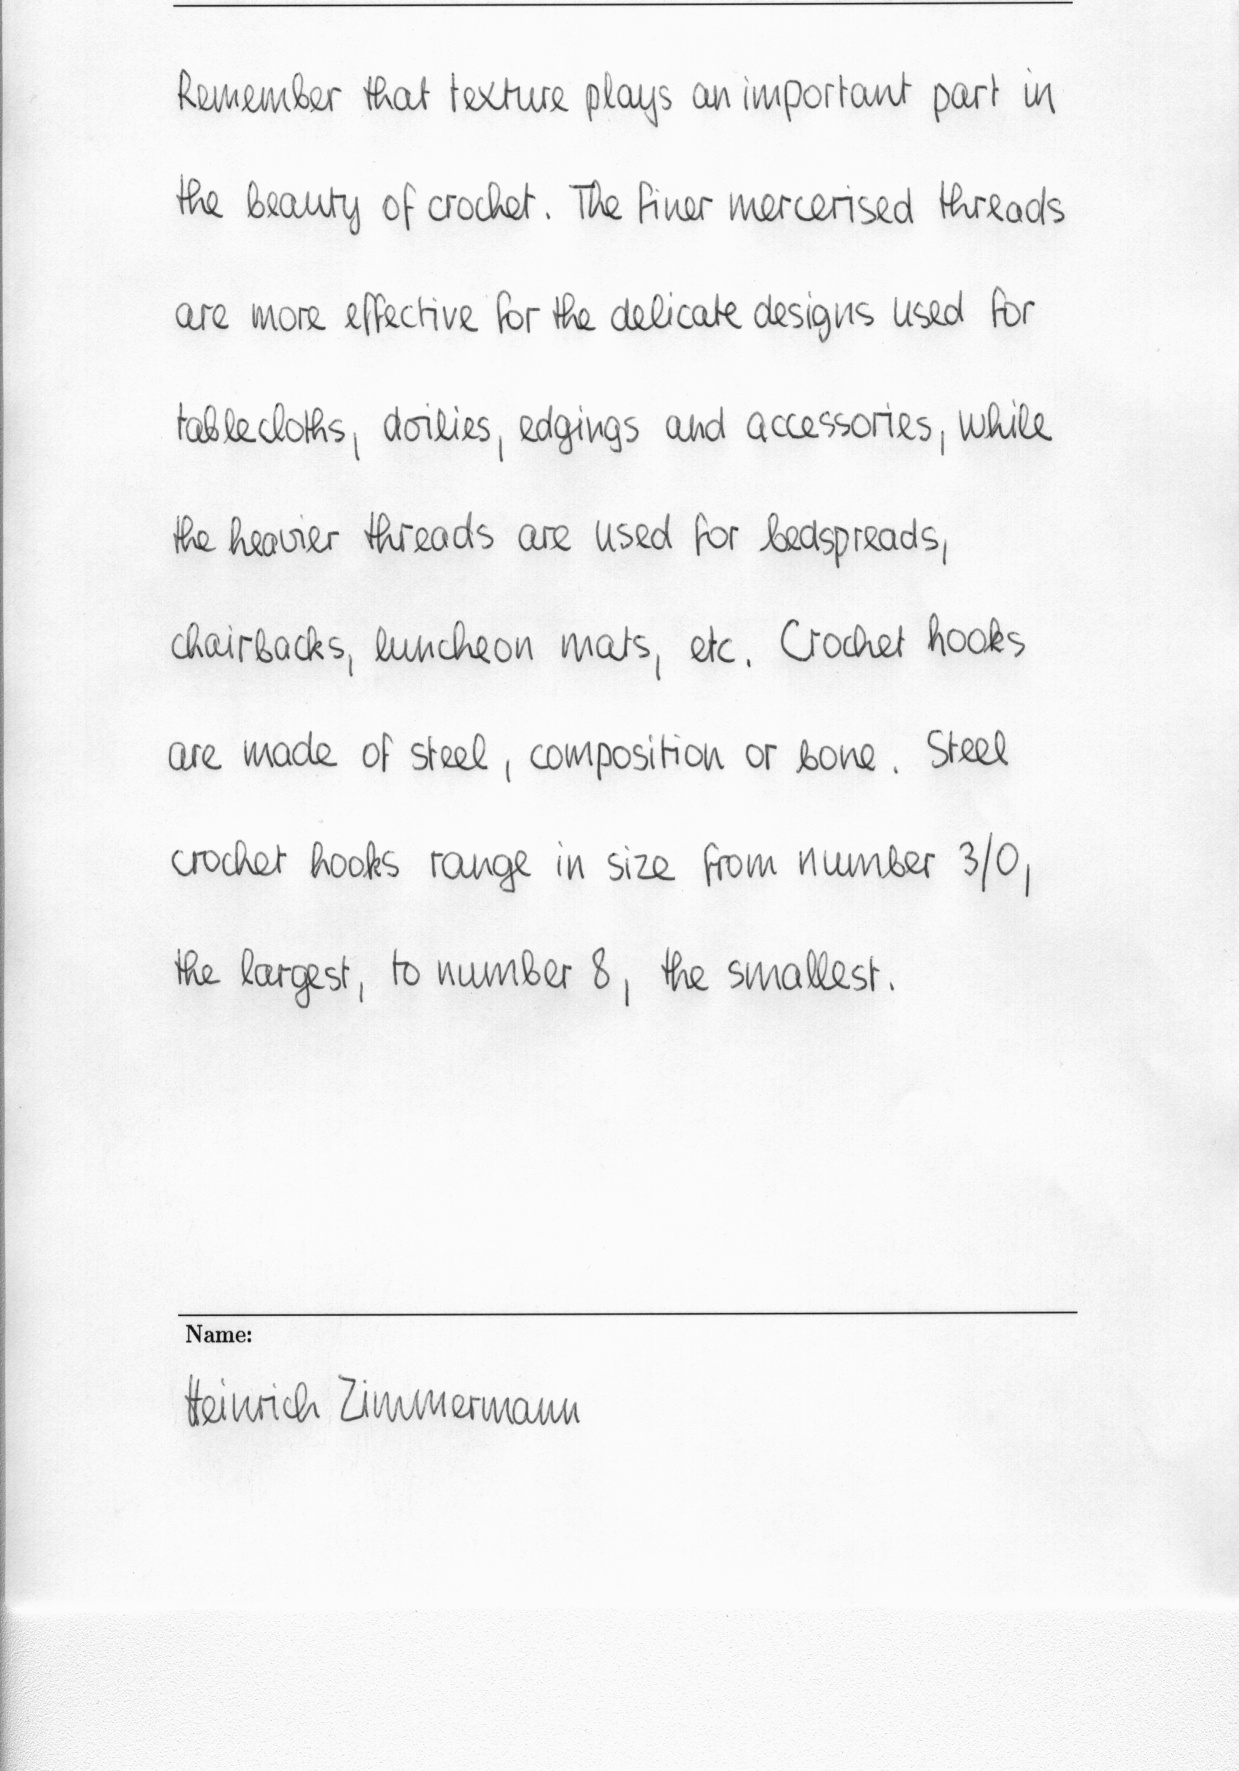 Remember that texture plays an important part in
the beauty of crochet. The finer mercerised threads
are more effective for the delicate designs used for
tablecloths, doilies, edgings and accessories, while
the heavier threads are used for bedspreads,
chairbacks, luncheon mats, etc. Crochet hooks
are made of steel, composition or bone. Steel
crochet hooks range in size from number 3/0,
the largest, to number 8, the smallest.
Name:
Heinrich Zimmermann